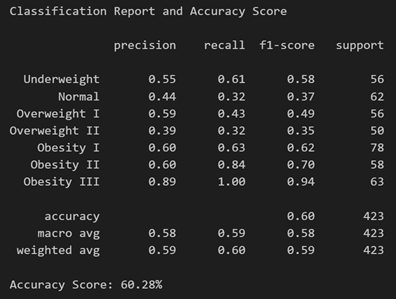 Classification Report and Accuracy Score
precision recall f1-score support
Underweight 0.55 0.61 0.58 56
Normal 0.44 0.32 0.37 62
Overweight I 0.59 0.43 0.49 56
Overweight II 0.39 0.32 0.35 50
Obesity I 0.60 0.63 0.62 78
Obesity II 0.60 0.84 0.70 58
Obesity III 0.89 1.00 0.94 63
accuracy 0.60 423
macro avg 0.58 0.59 0.58 423
weighted avg 0.59 0.60 0.59 423
Accuracy Score: 60.28%